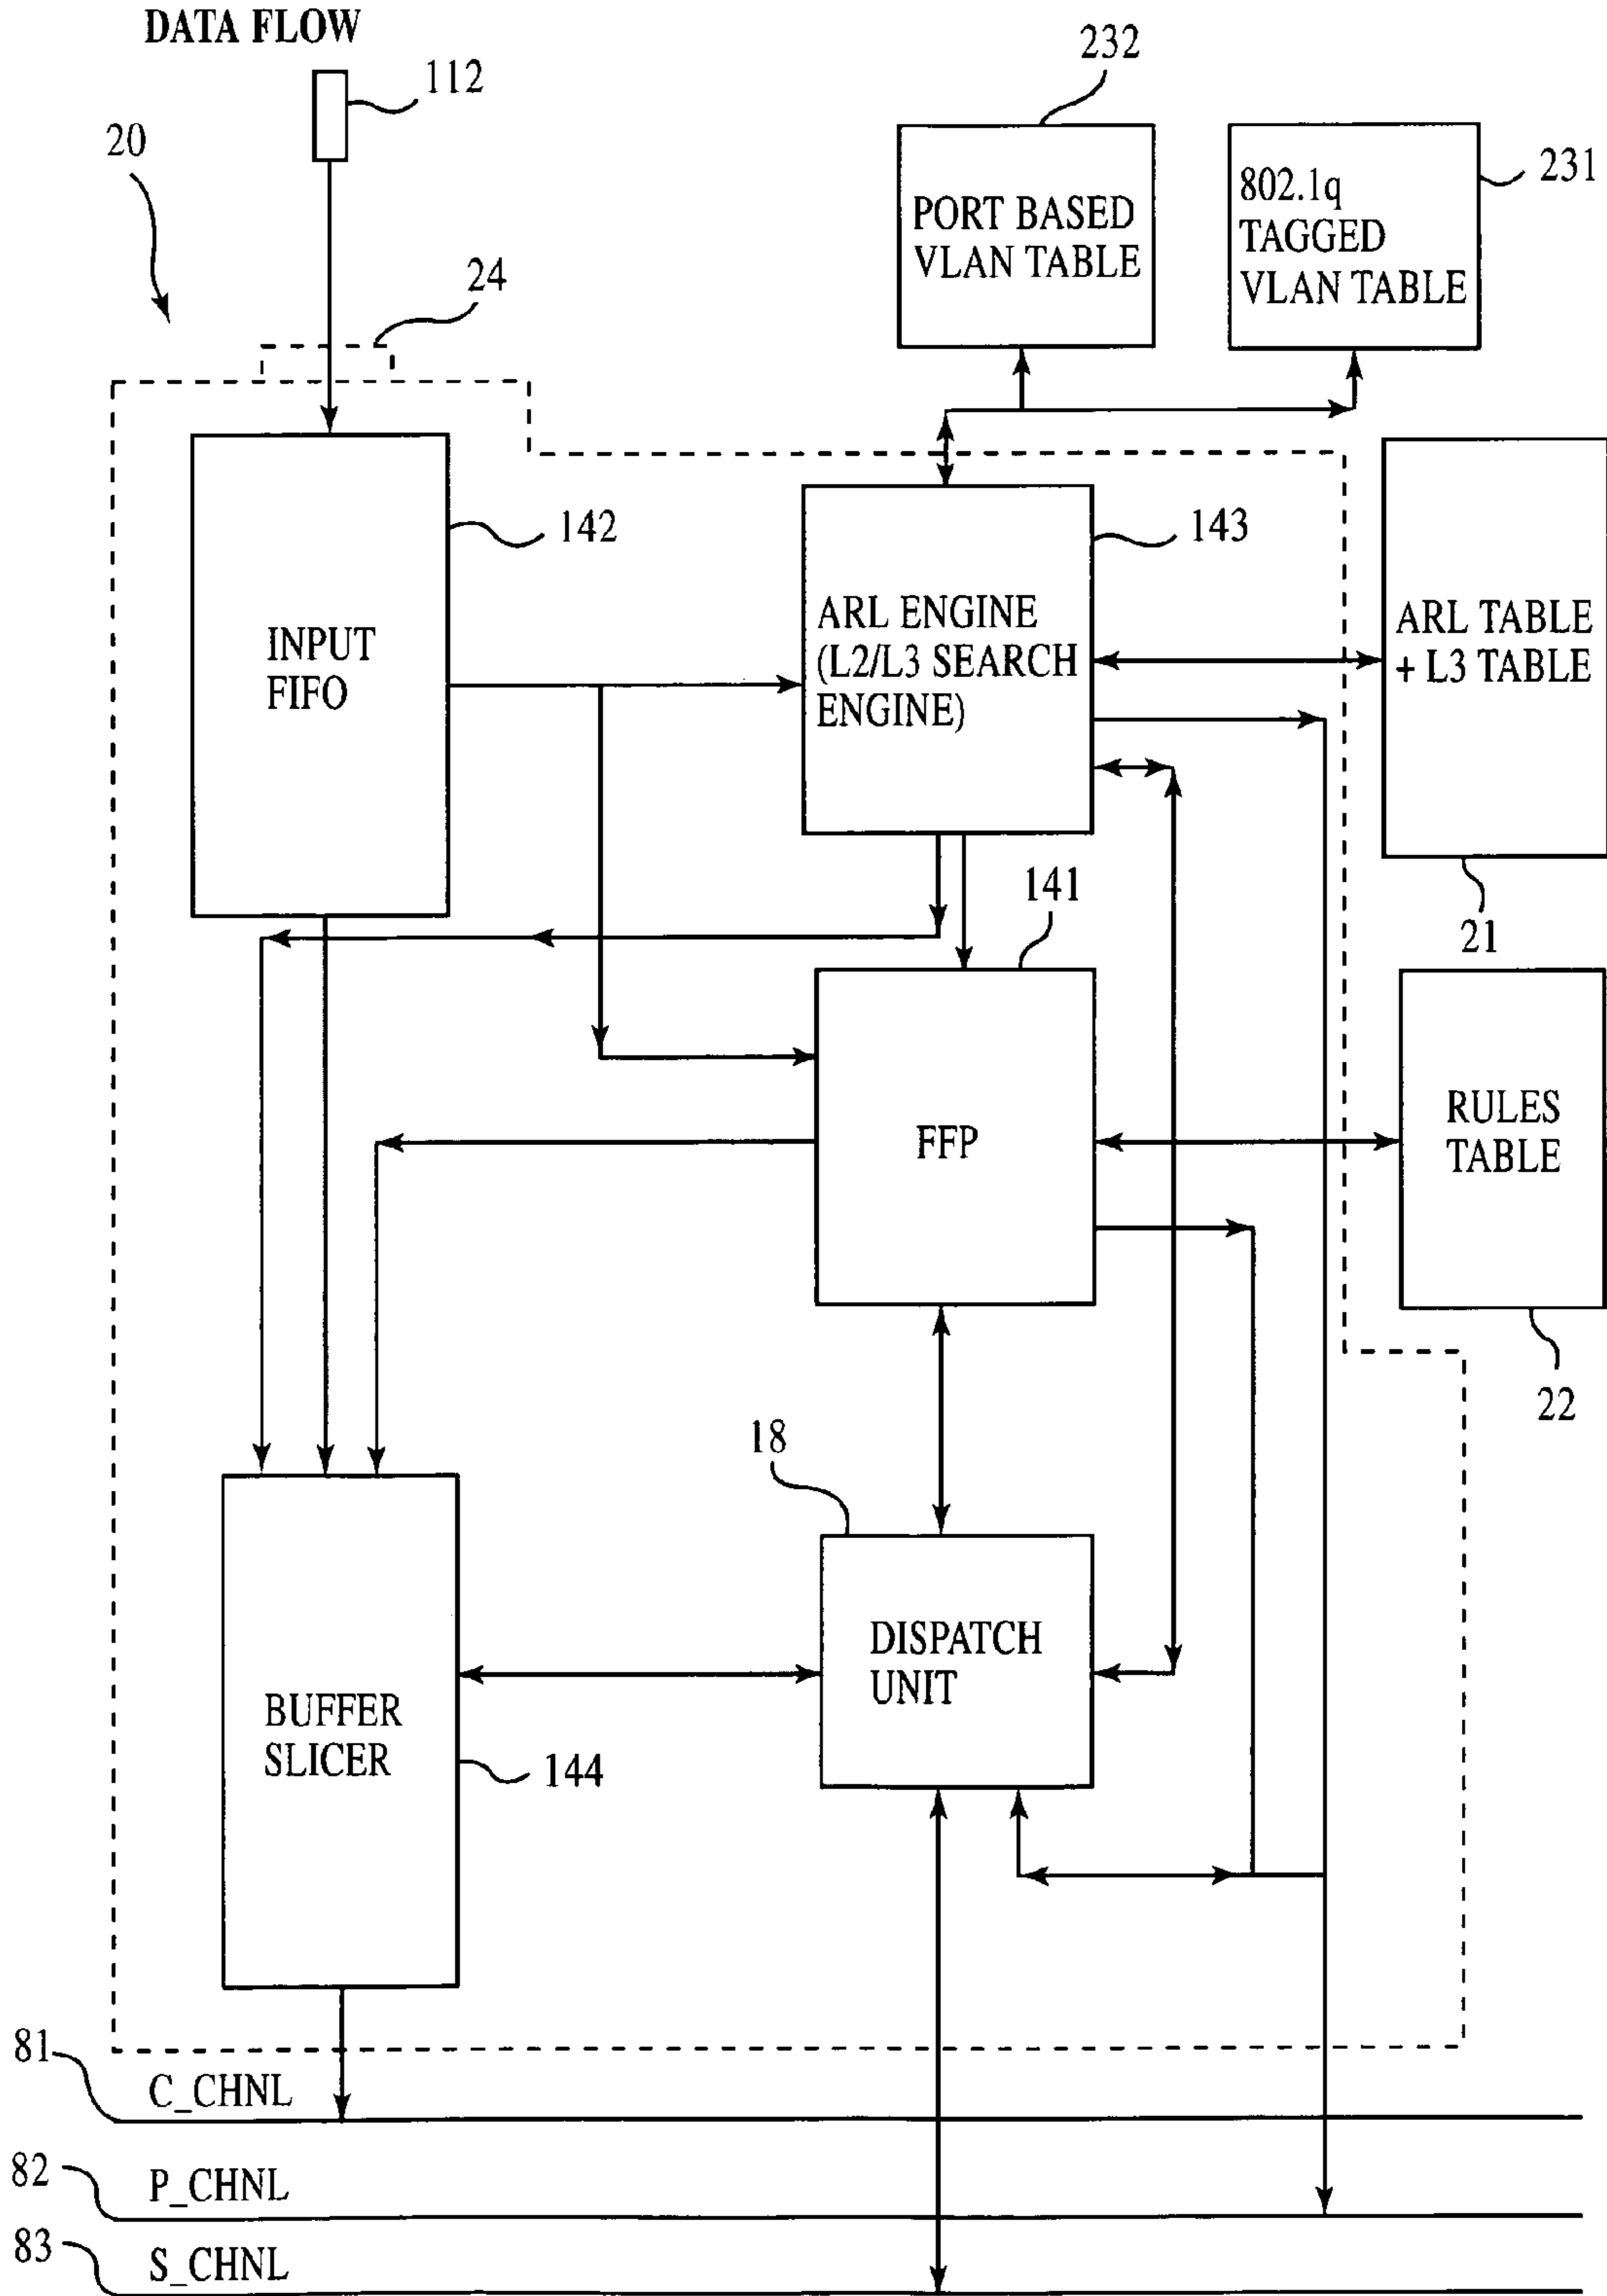 DATA FLOW
112
232
20
231
PORT BASED
VLAN TABLE
802.1q
TAGGED
VLAN TABLE
24
142
143
INPUT
FIFO
ARL ENGINE
(L2/L3 SEARCH
ENGINE)
ARL TABLE
+ L3 TABLE
141
21
FFP
RULES
TABLE
22
18
DISPATCH
UNIT
BUFFER
SLICER
144
81
C_CHNL
82
P_CHNL
83
S_CHNL